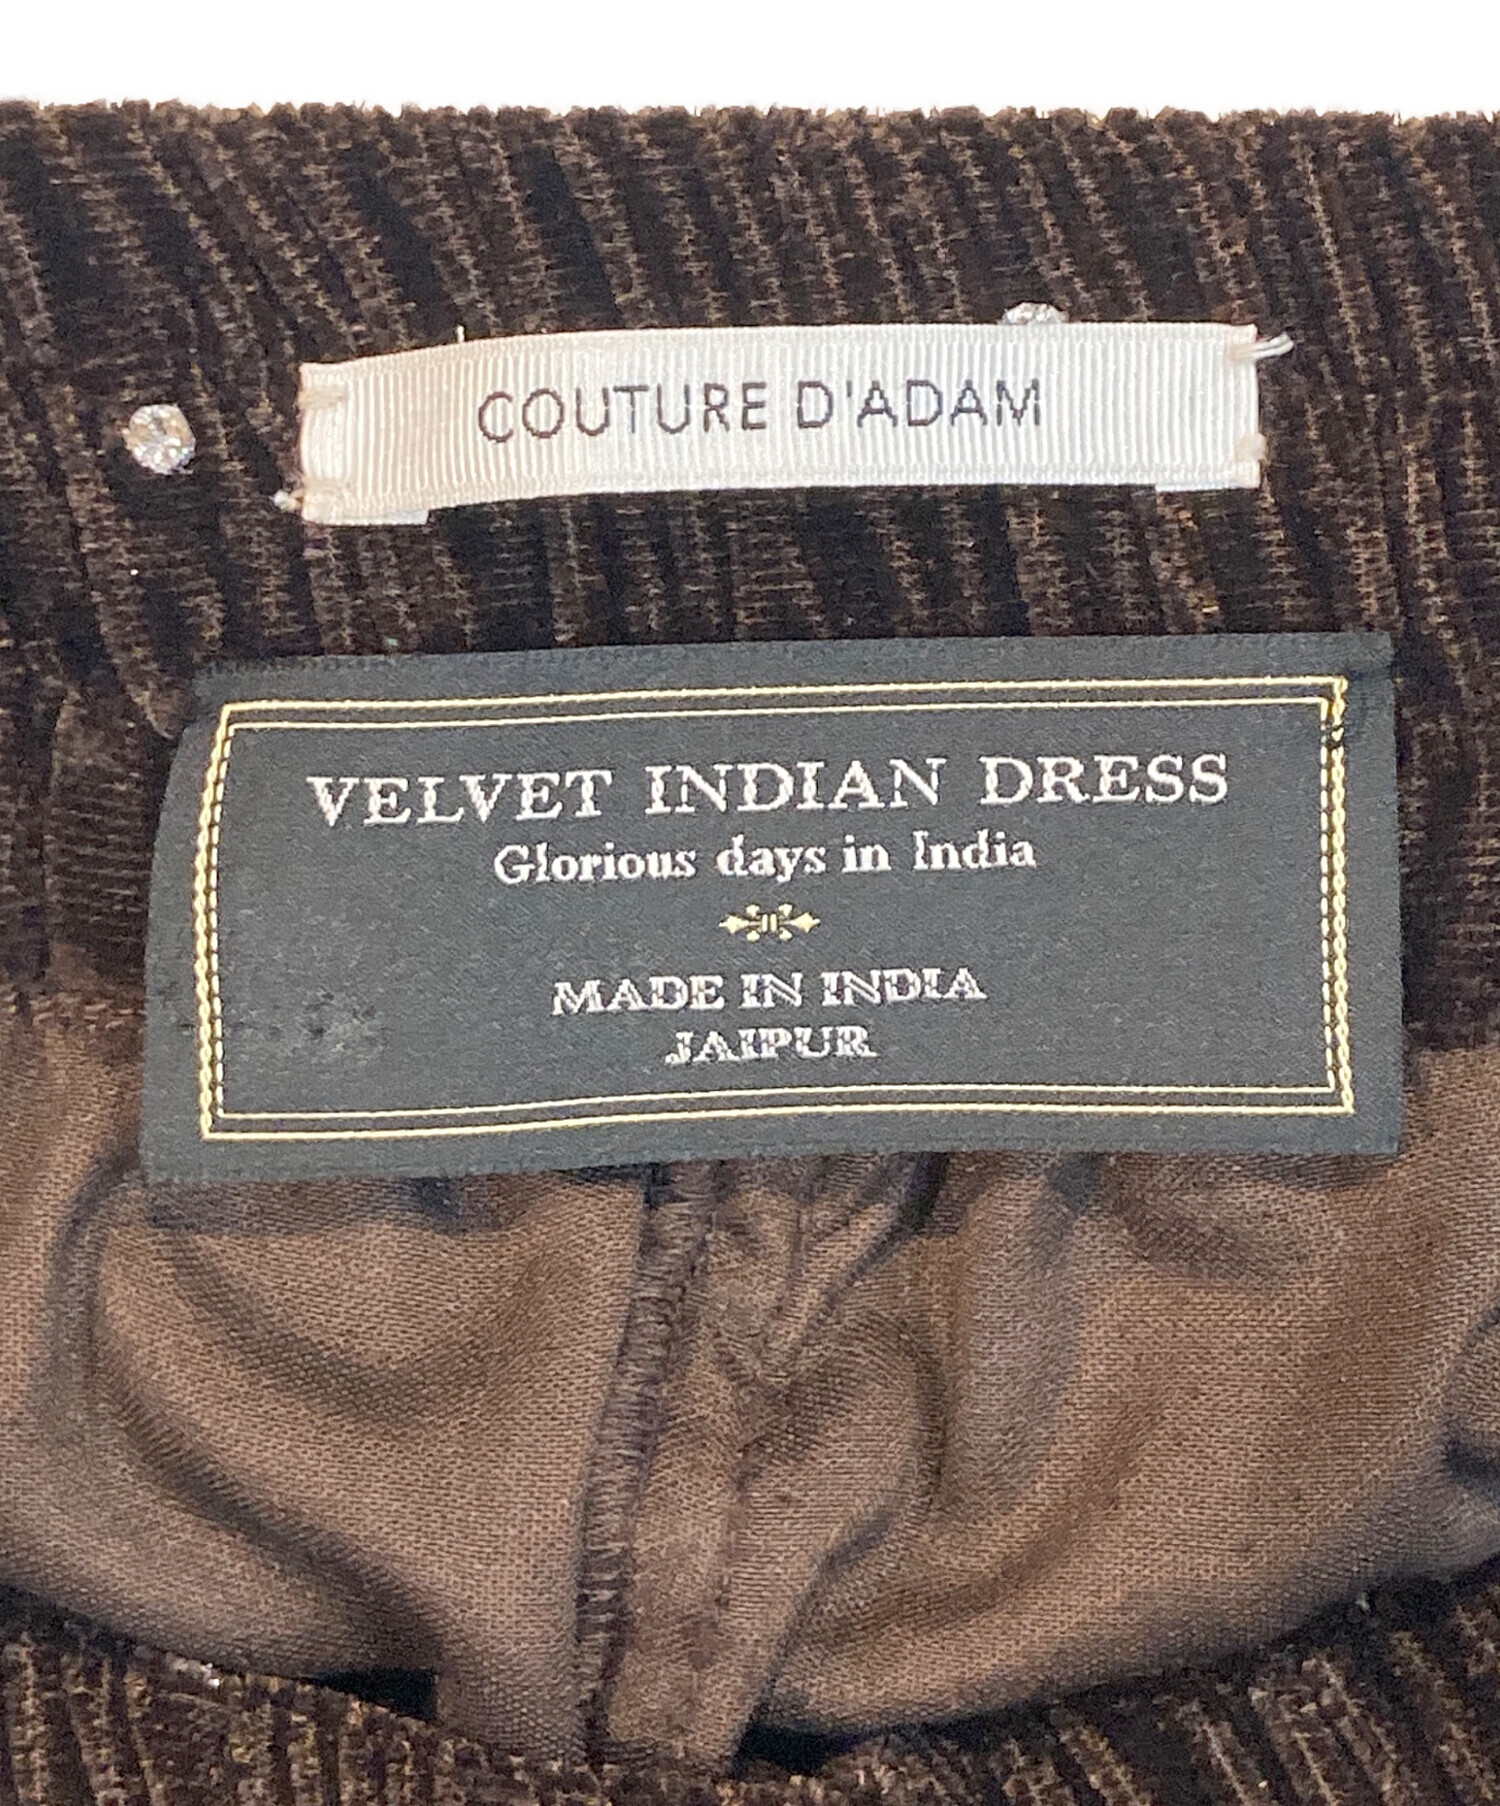 COUTURE D'ADAM
VELVET INDIAN DRESS
Glorious days in India
MADE IN INDIA
JAIPUR